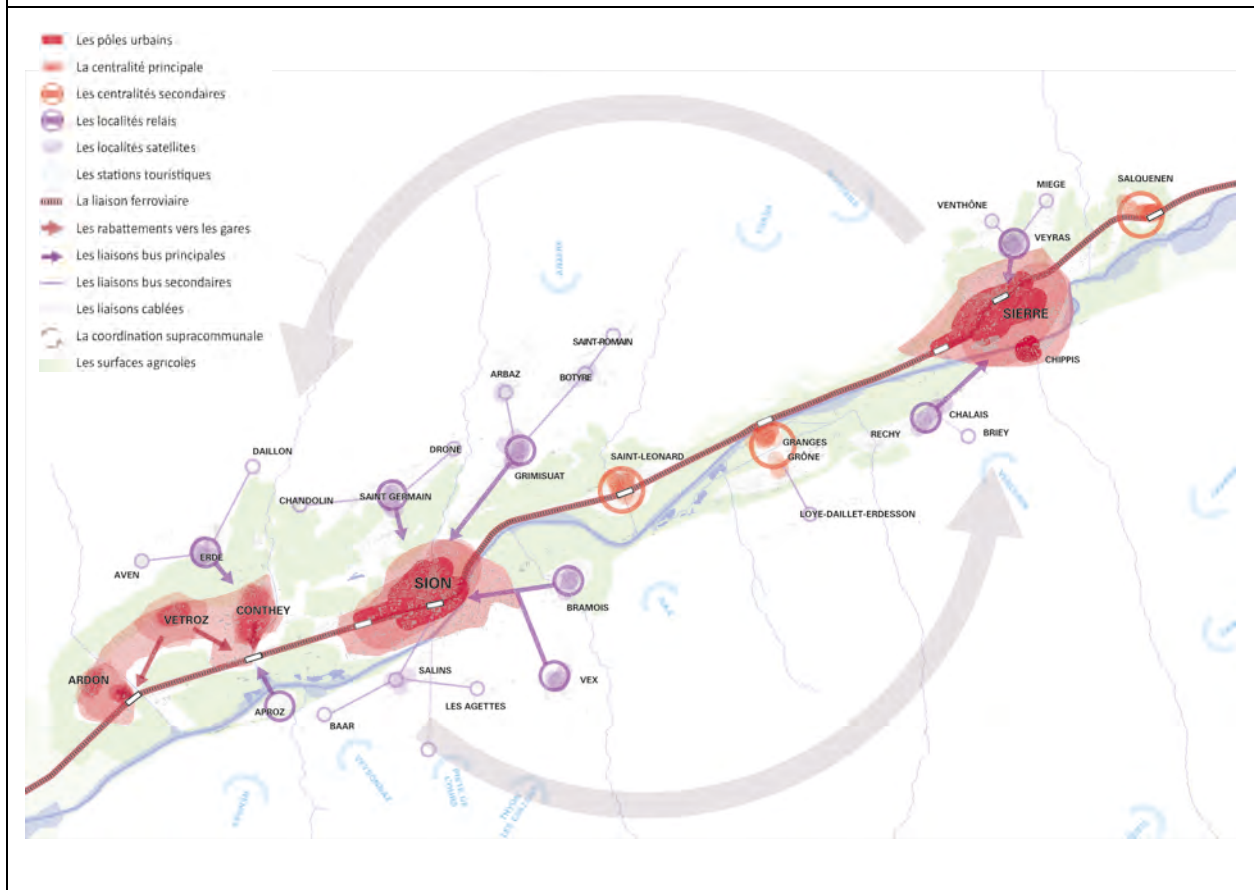 Les pôles urbains
La centralité principale
Les centralités secondaires
Les localités relais
Les localités satellites
Les stations touristiques
La liaison ferroviaire
Les rabattements vers les gares
Les liaisons bus principales
Les liaisons bus secondaires
Les liaisons cablées
La coordination supracommunale
Les surfaces agricoles
SALQUENEN
MIEGE
VENTHÔNE
VEYRAS
SIERRE
CHIPPIS
SAINT-ROMAIN
ARBAZ
BOTYRE
CHALAIS
RECHY
BRIEY
GRANGES
GRÔNE
DRONE
SAINT-LEONARD
DAILLON
GRIMISUAT
CHANDOLIN
SAINT GERMAIN
LOYE-DAILLET-ERDESSON
ERDE
AVEN
SION
CONTHEY
VETROZ
BRAMOIS
SALINS
ARDON
VEX
LES AGETTES
APROZ
BAAR
VEYSONNAZ
NAX
VERCORIN